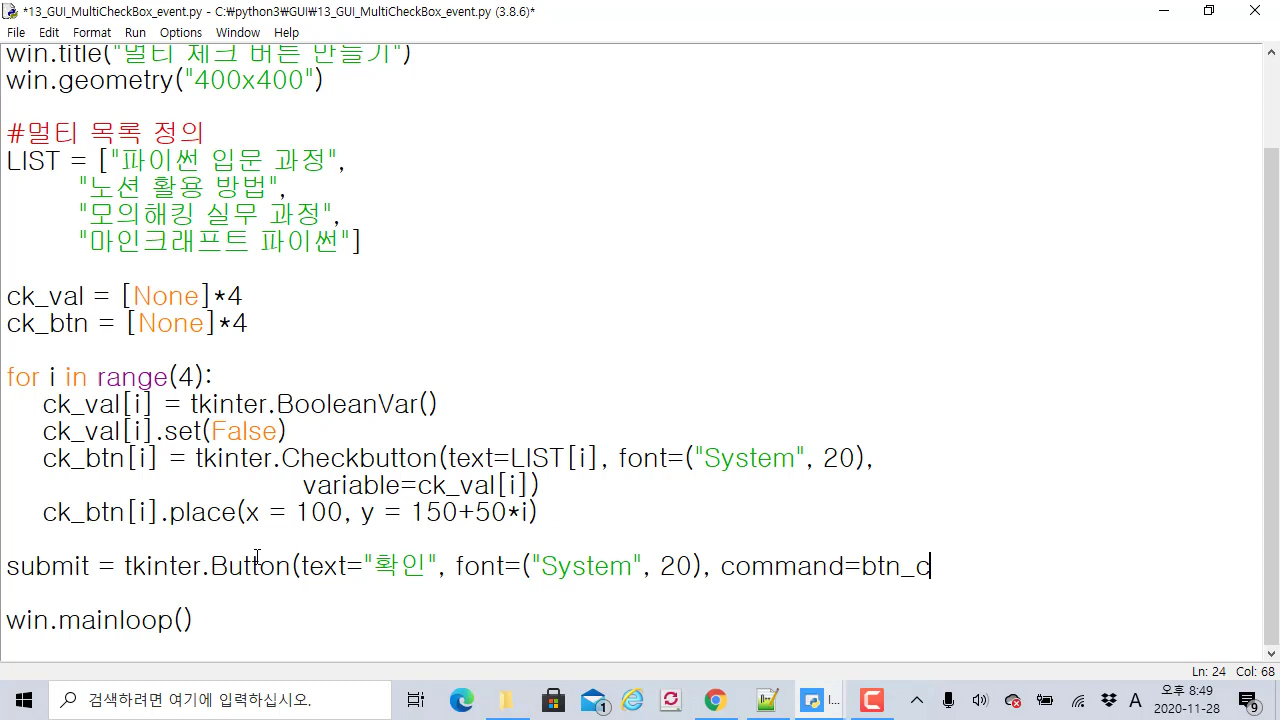 *13_GUI_MultiCheckBox_event.py - C:₩python3₩GUI₩13_GUI_MultiCheckBox_event.py (3.8.6)*
File Edit Format Run Options Window Help
win.title("멀티 체크 버튼 만들기")
win.geometry("400x400")
#멀티 목록 정의
LIST = ["파이썬 입문 과정",
"노션 활용 방법",
"모의해킹 실무 과정",
"마인크래프트 파이썬"]
ck_val = [None]*4
ck_btn = [None]*4
for i in range(4):
ck_val[i] = tkinter.BooleanVar()
ck_val[i].set(False)
ck_btn[i] = tkinter.Checkbutton(text=LIST[i], font=("System", 20),
variable=ck_val[i])
ck_btn[i].place(x = 100, y = 150+50*i)
submit = tkinter.Button(text="확인", font=("System", 20), command=btn_c
win.mainloop()
Ln: 24 Col: 68
검색하려면 여기에 입력하십시오.
1
I...
A
오후 8:49
2020-11-28
9